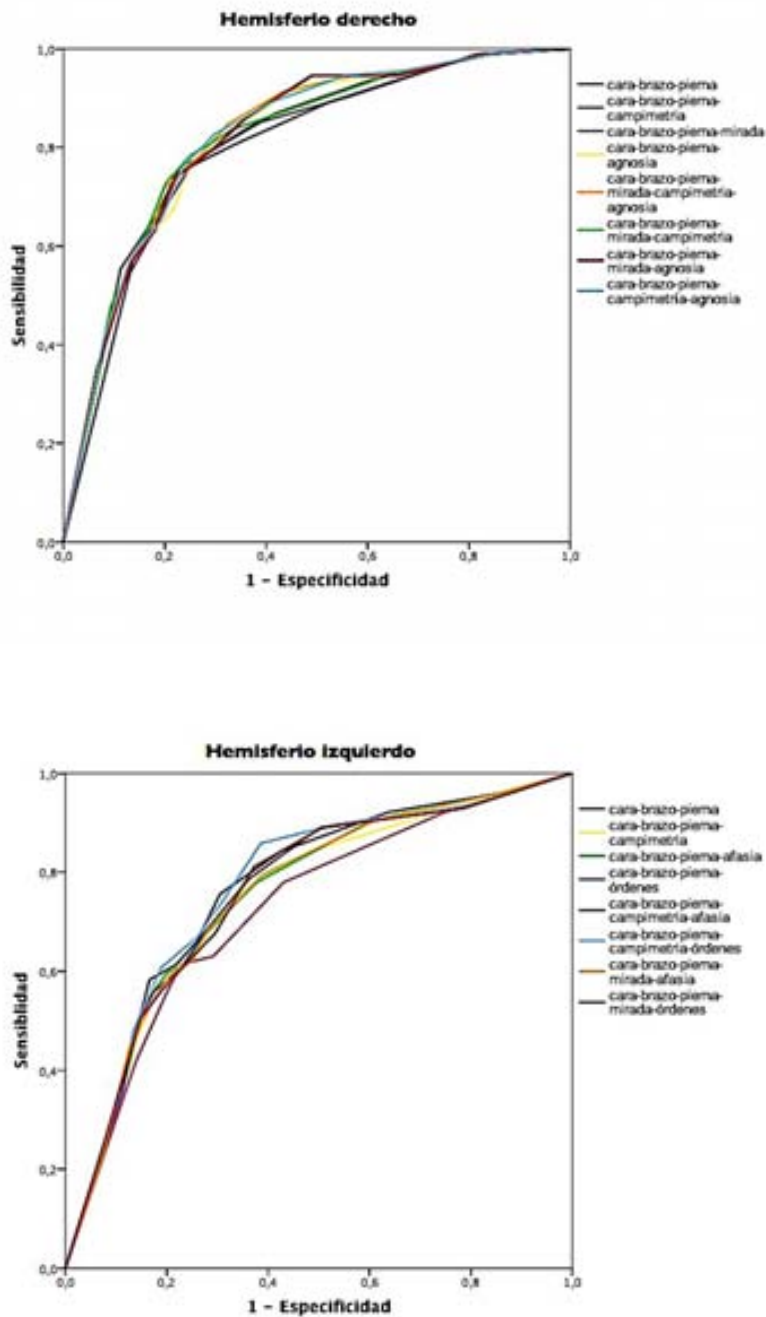 Hemisferio derecho
1,0
0,8
0,6
0,4
0,2
0,0
Sensibilidad
0,0
0,2
0,4
0,6
0,8
1,0
1 - Especificidad
cara-brazo-pierna
cara-brazo-pierna-
campimetría
cara-brazo-pierna-mirada
cara-brazo-pierna-
agnosia
cara-brazo-pierna-
mirada-campimetría-
agnosia
cara-brazo-pierna-
mirada-campimetría
cara-brazo-pierna-
mirada-agnosia
cara-brazo-pierna-
campimetría-agnosia
Hemisferio izquierdo
1,0
0,8
0,6
0,4
0,2
0,0
Sensiblidad
0,0
0,2
0,4
0,6
0,8
1,0
1 - Especificidad
cara-brazo-pierna
cara-brazo-pierna-
campimetría
cara-brazo-pierna-afasia
cara-brazo-pierna-
órdenes
cara-brazo-pierna-
campimetría-afasia
cara-brazo-pierna-
campimetría-órdenes
cara-brazo-pierna-
mirada-afasia
cara-brazo-pierna-
mirada-órdenes